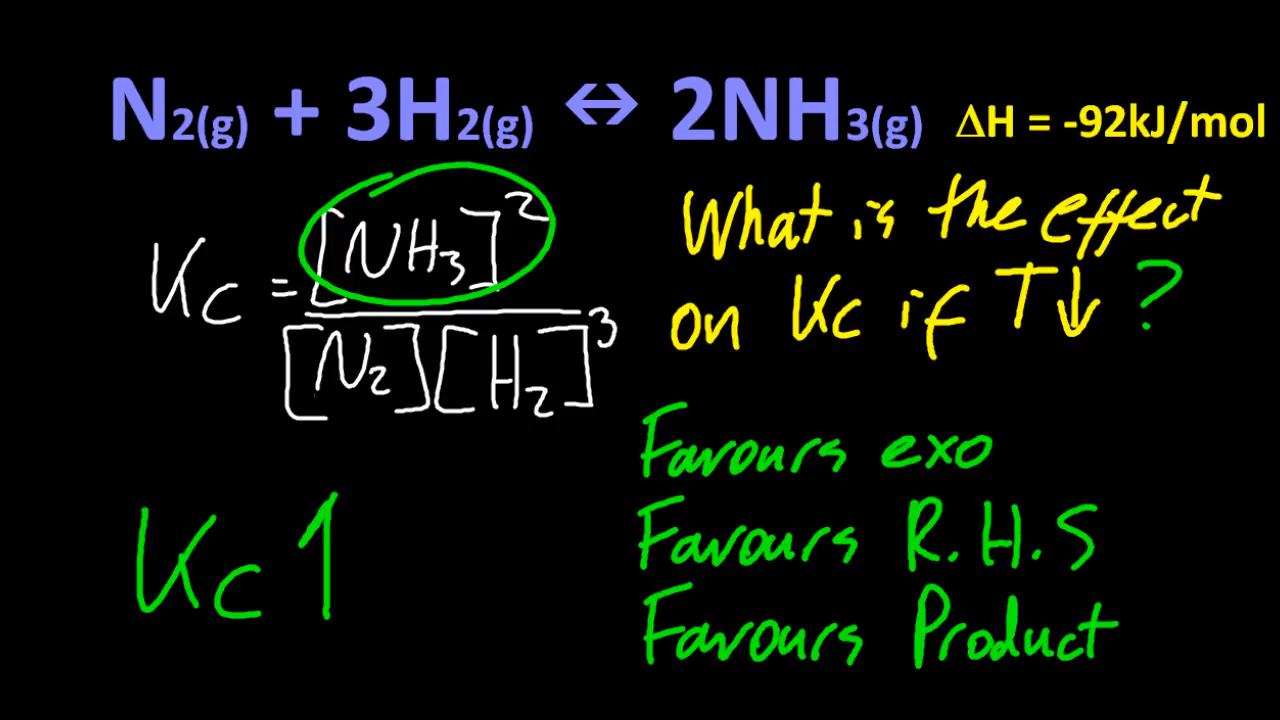 N2(g) + 3H2(g) ↔ 2NH3(g) ΔH = -92kJ/mol
Kc = [NH3]^2
[N2][H2]^3
What is the effect
on Kc if T↓ ?
Favours exo
Favours R.H.S
Favours Product
Kc ↑